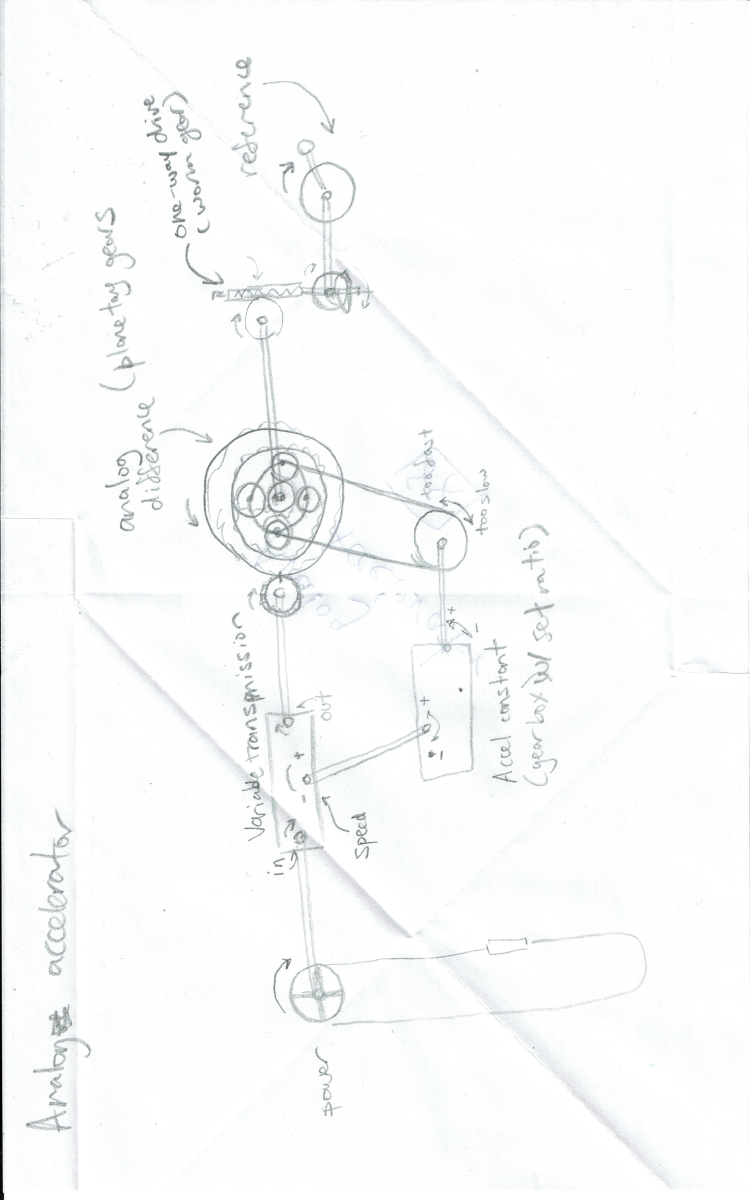 Analog accelerator
power
in
Variable transmission
- +
out
speed
analog
difference (planetary gears
one-way drive
(worm gear)
reference
too fast
too slow
+
-
+
-
Accel constant
(gear box w/ set ratio)